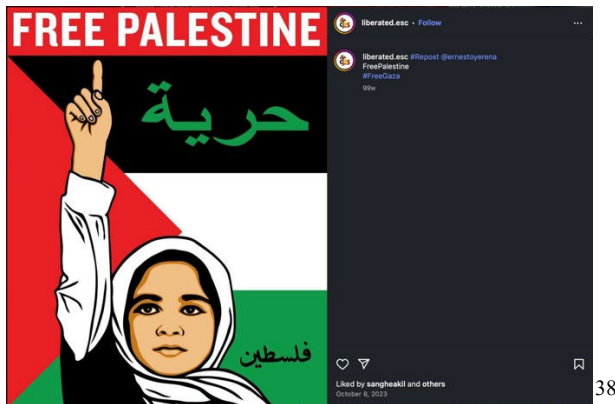 FREE PALESTINE
حرية
فلسطين
liberated.esc • Follow
liberated.esc #Repost @ernestoyerena
FreePalestine
#FreeGaza
99w
Liked by sangheakil and others
October 8, 2023
38